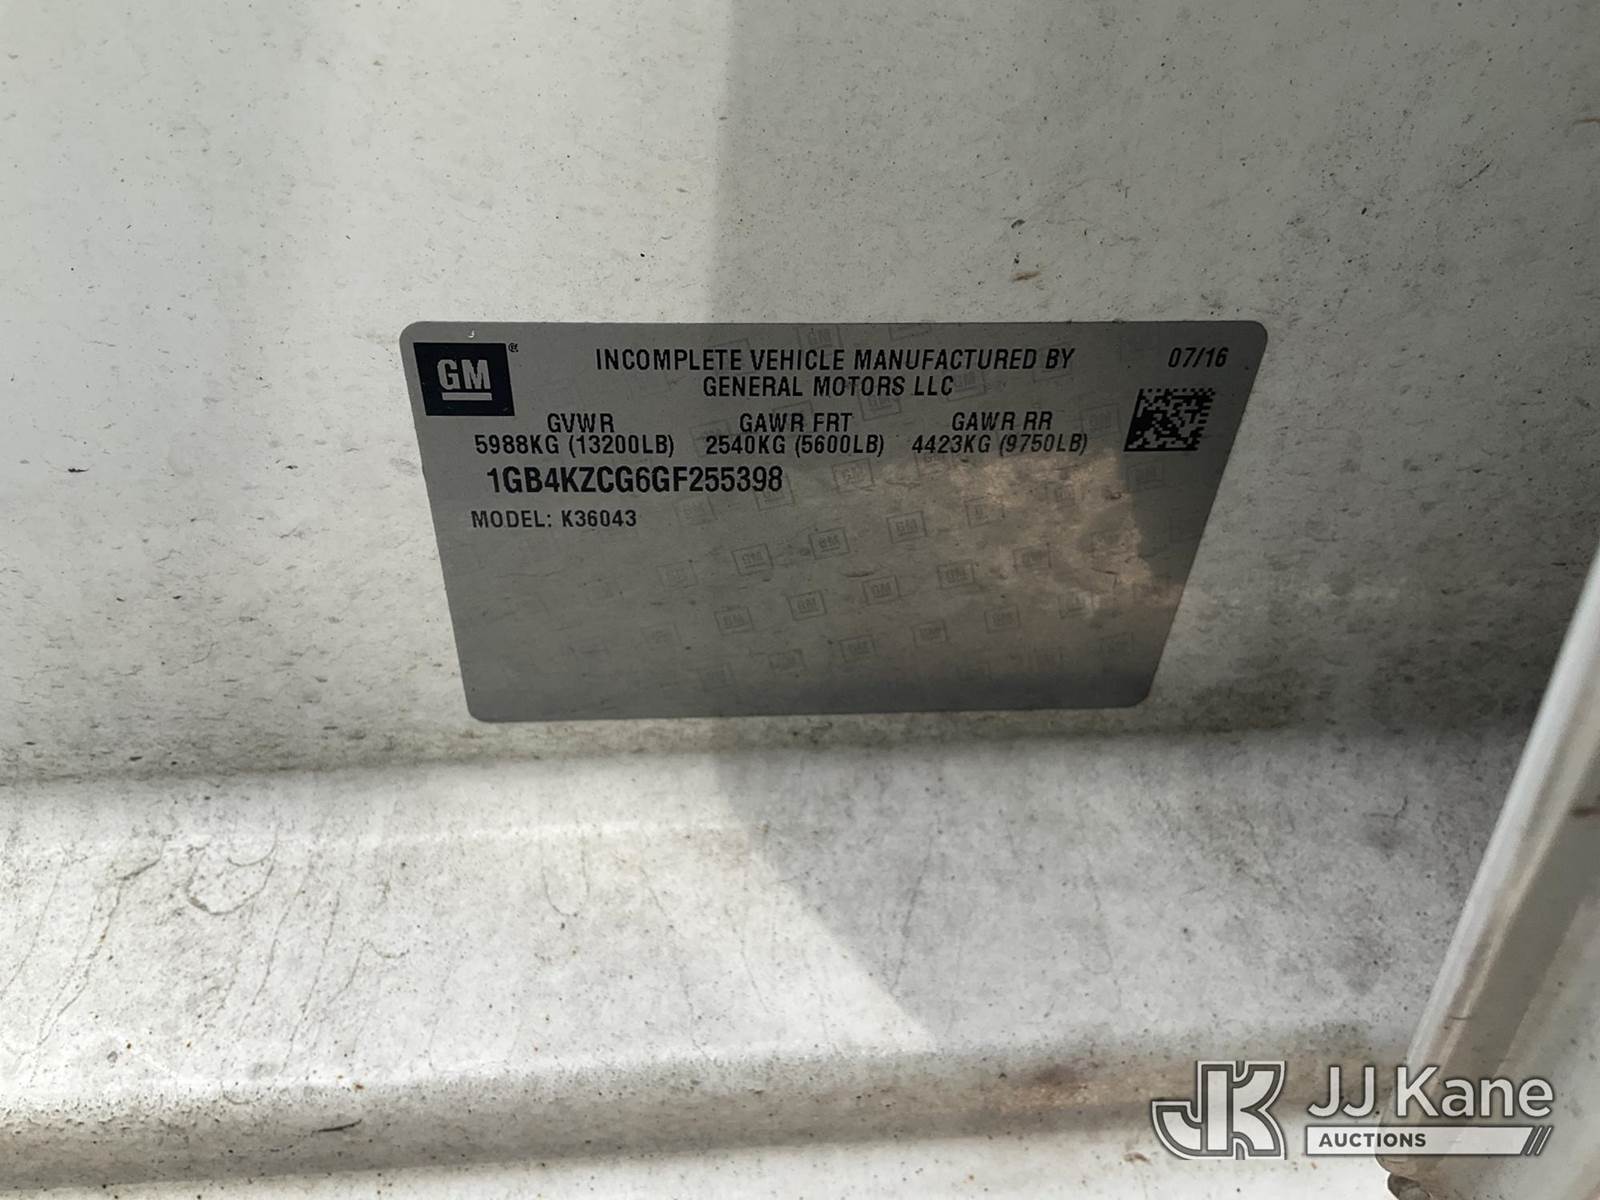 GM®
INCOMPLETE VEHICLE MANUFACTURED BY 07/16
GENERAL MOTORS LLC
GVWR GAWR FRT GAWR RR
5988KG (13200LB) 2540KG (5600LB) 4423KG (9750LB)
1GB4KZCG6GF255398
MODEL: K36043
JK JJ Kane
AUCTIONS